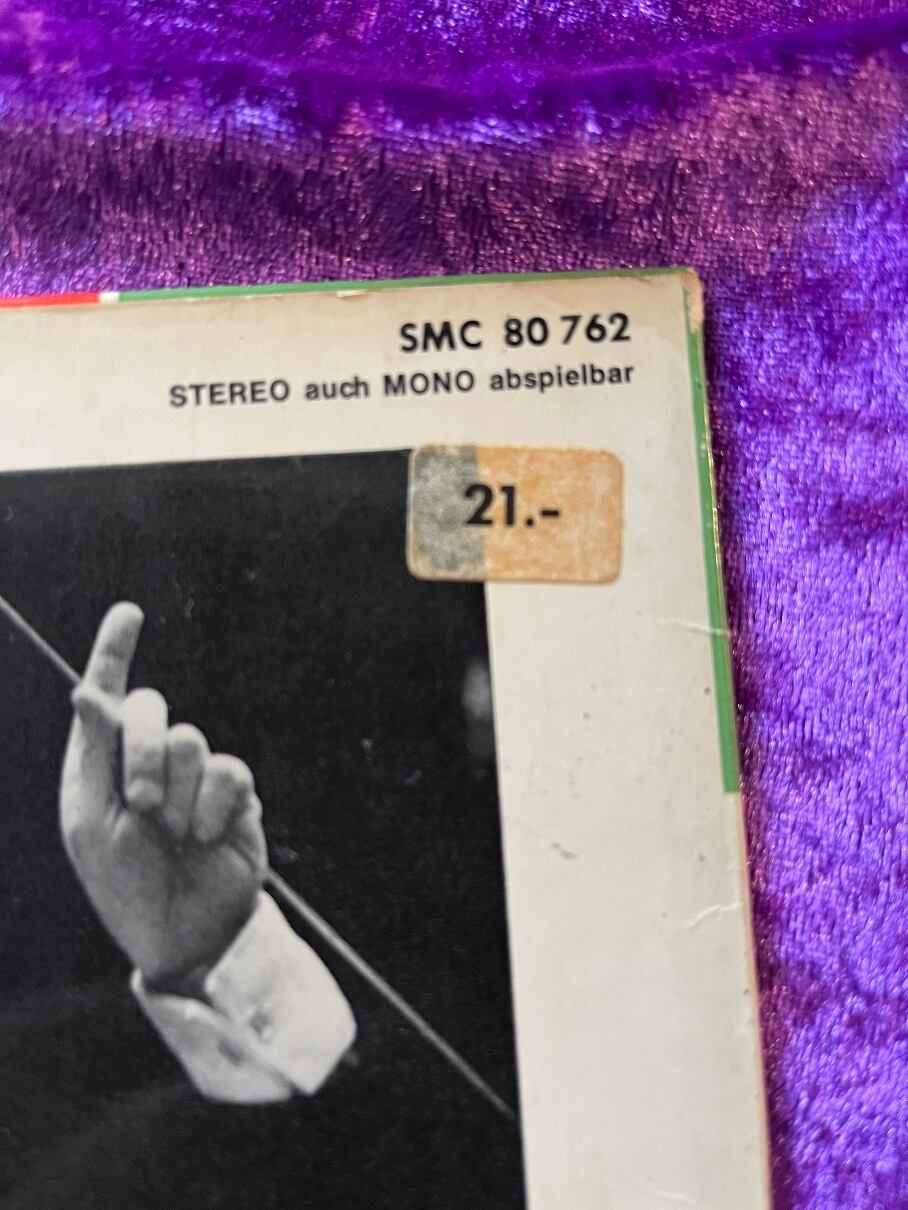 SMC 80 762
STEREO auch MONO abspielbar
21.-